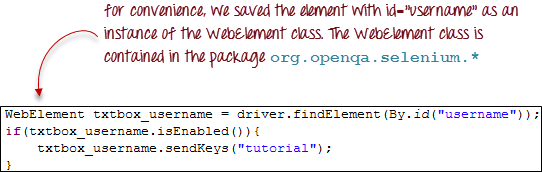 for convenience, we saved the element with id="username" as an
instance of the WebElement class. The WebElement class is
contained in the package org.openqa.selenium.*
WebElement txtbox_username = driver.findElement(By.id("username"));
if(txtbox_username.isEnabled()){
    txtbox_username.sendKeys("tutorial");
}